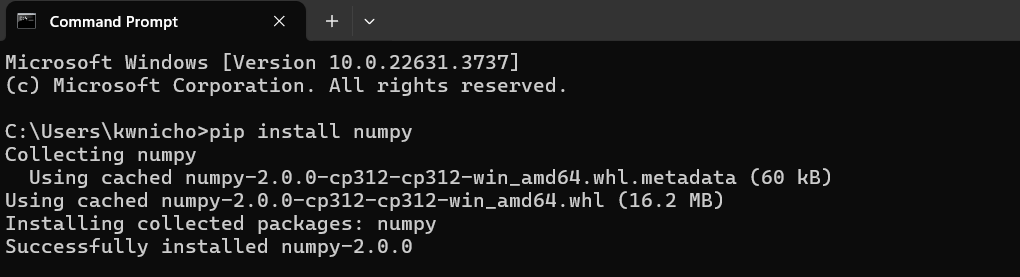 Command Prompt
Microsoft Windows [Version 10.0.22631.3737]
(c) Microsoft Corporation. All rights reserved.
C:\Users\kwnicho>pip install numpy
Collecting numpy
  Using cached numpy-2.0.0-cp312-cp312-win_amd64.whl.metadata (60 kB)
Using cached numpy-2.0.0-cp312-cp312-win_amd64.whl (16.2 MB)
Installing collected packages: numpy
Successfully installed numpy-2.0.0